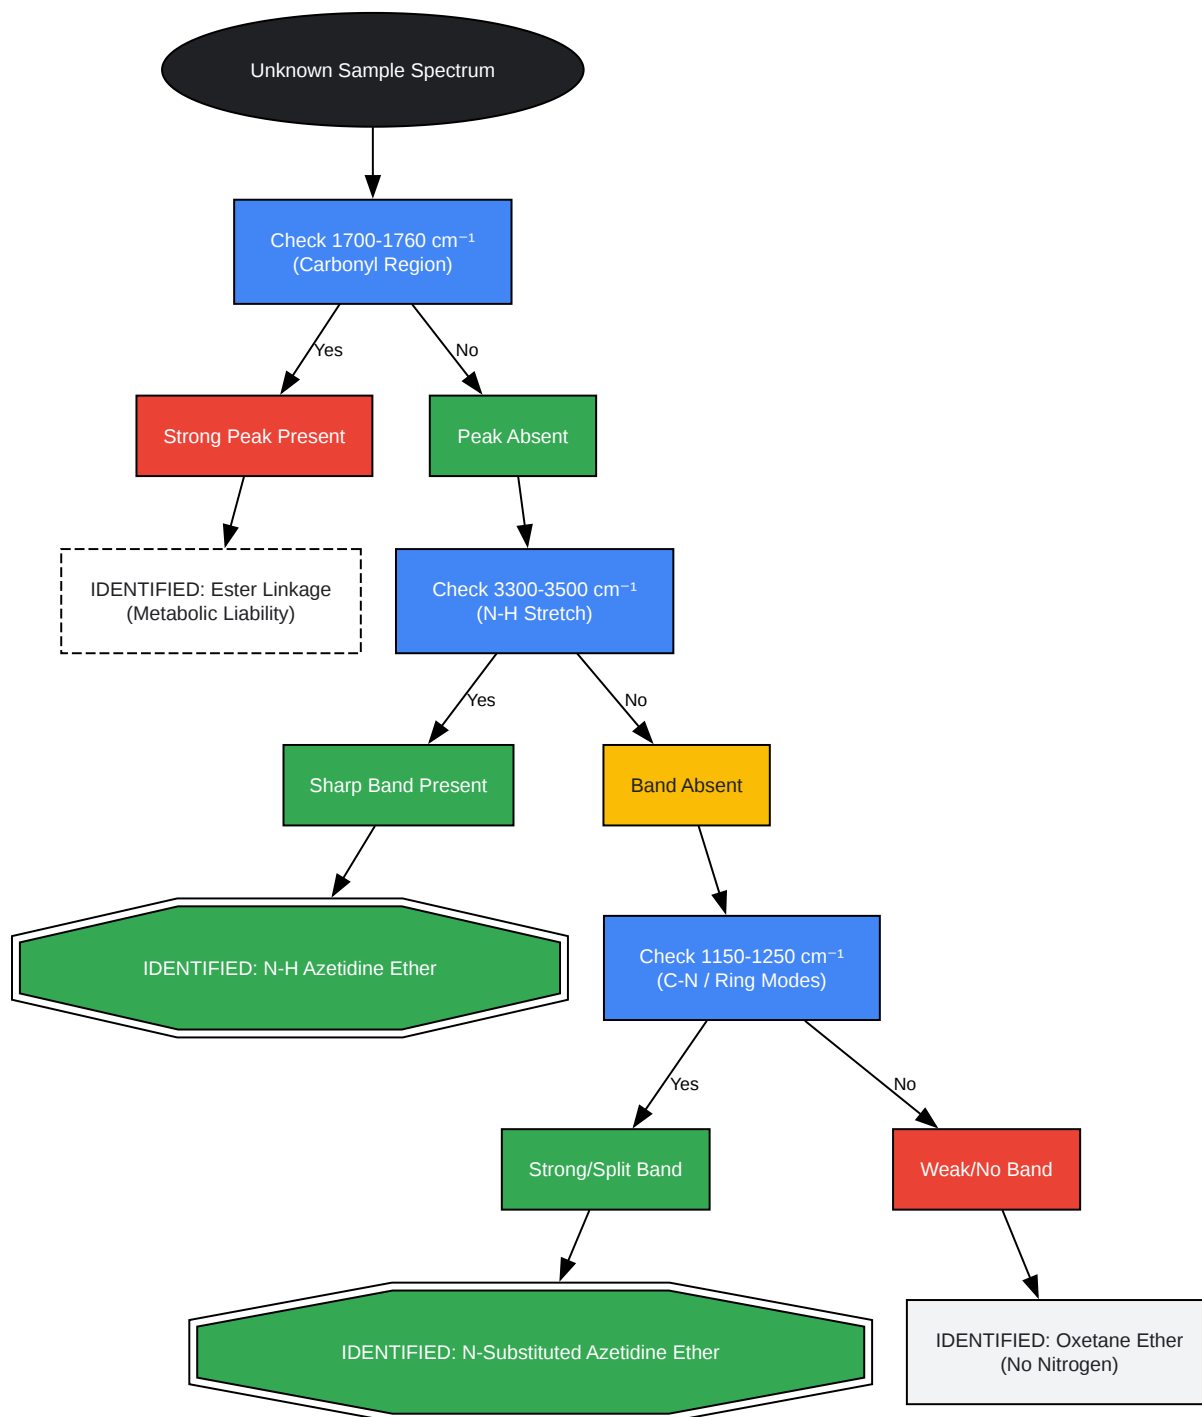 Unknown Sample Spectrum
Check 1700-1760 cm⁻¹
(Carbonyl Region)
Yes
No
Strong Peak Present
Peak Absent
IDENTIFIED: Ester Linkage
(Metabolic Liability)
Check 3300-3500 cm⁻¹
(N-H Stretch)
Yes
No
Sharp Band Present
Band Absent
IDENTIFIED: N-H Azetidine Ether
Check 1150-1250 cm⁻¹
(C-N / Ring Modes)
Yes
No
Strong/Split Band
Weak/No Band
IDENTIFIED: N-Substituted Azetidine Ether
IDENTIFIED: Oxetane Ether
(No Nitrogen)